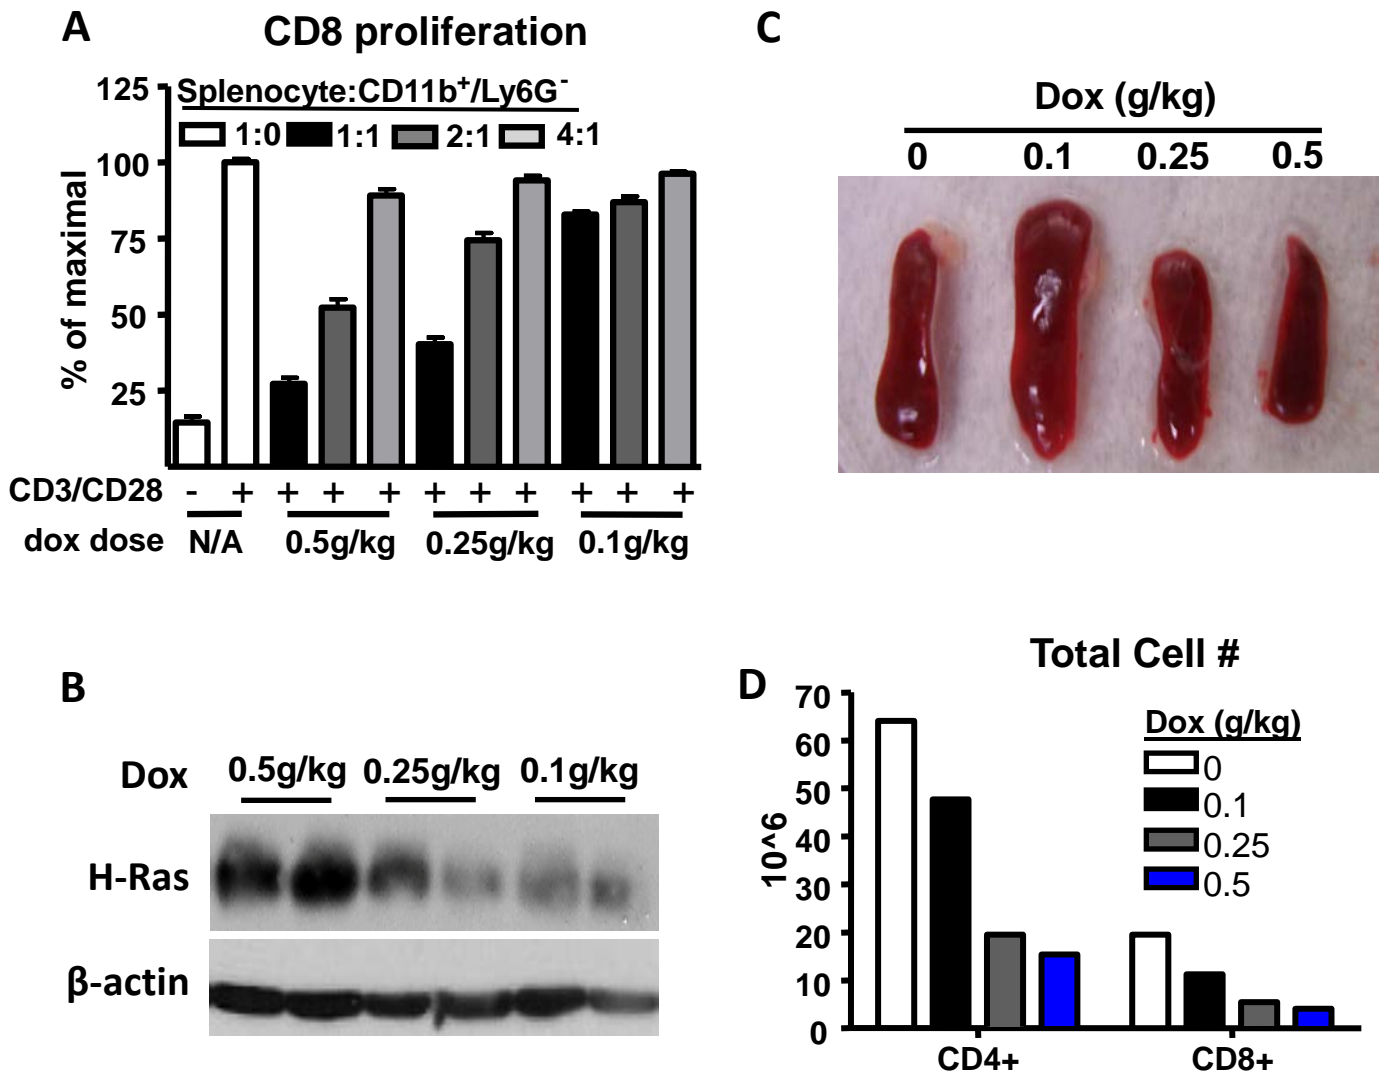 A
CD8 proliferation
Splenocyte:CD11b+/Ly6G-
1:0 1:1 2:1 4:1
% of maximal
125
100
75
50
25
CD3/CD28 - + + + + + + + + + +
dox dose N/A 0.5g/kg 0.25g/kg 0.1g/kg
B
Dox 0.5g/kg 0.25g/kg 0.1g/kg
H-Ras
β-actin
C
Dox (g/kg)
0 0.1 0.25 0.5
D
Total Cell #
10^6
70
60
50
40
30
20
10
0
Dox (g/kg)
0
0.1
0.25
0.5
CD4+ CD8+